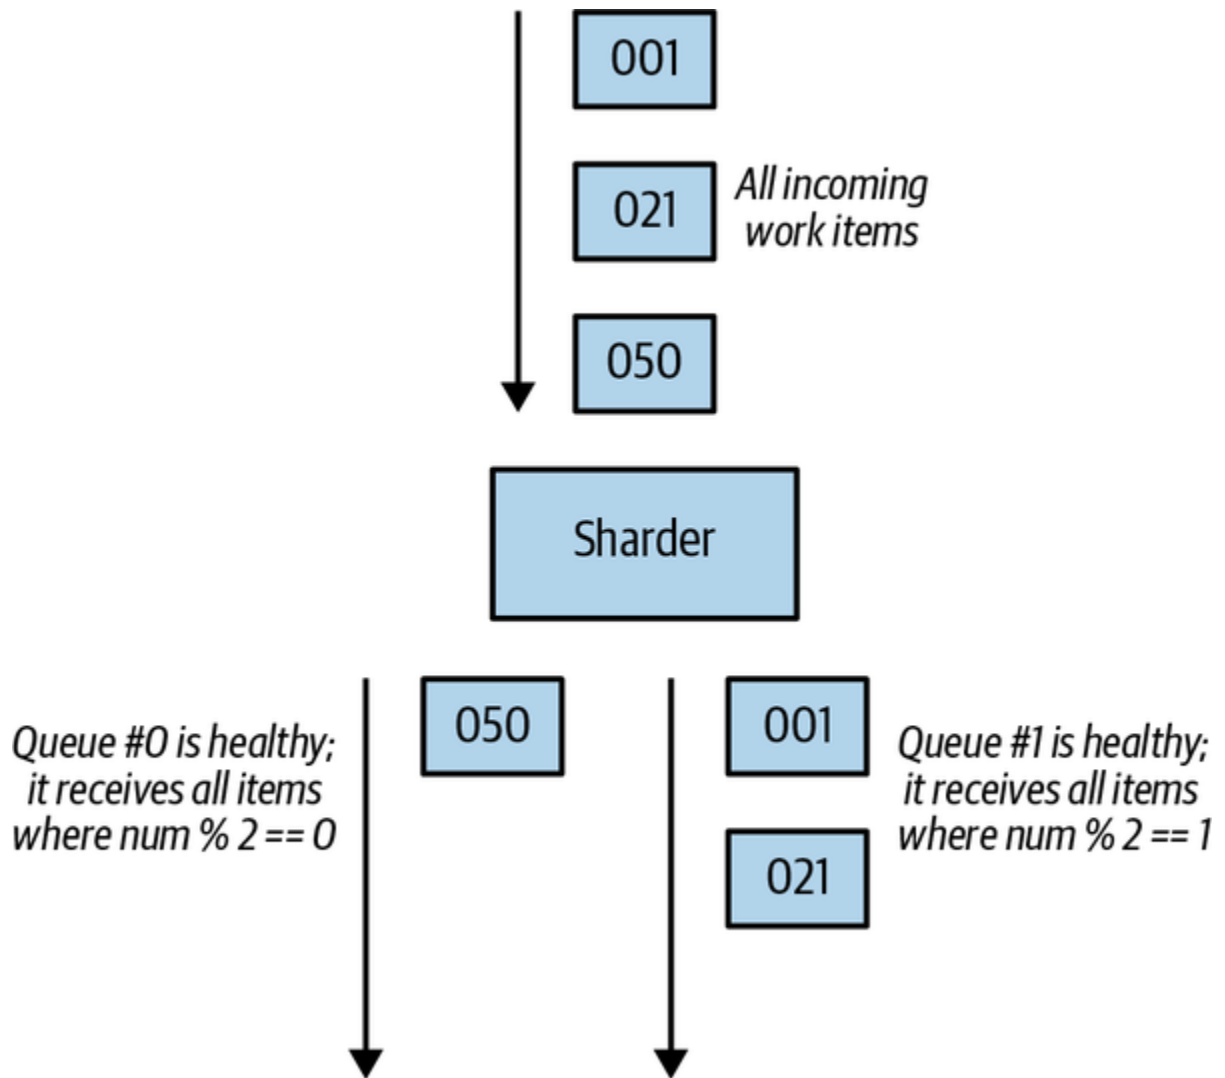 001
021
All incoming
work items
050
Sharder
050
001
Queue #0 is healthy;
it receives all items
where num % 2 == 0
Queue #1 is healthy;
it receives all items
where num % 2 == 1
021